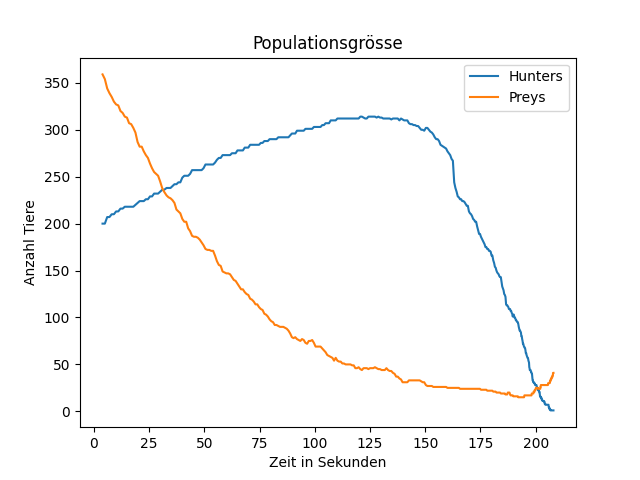 Populationsgrösse
Hunters
Preys
Anzahl Tiere
350
300
250
200
150
100
50
0
0 25 50 75 100 125 150 175 200
Zeit in Sekunden